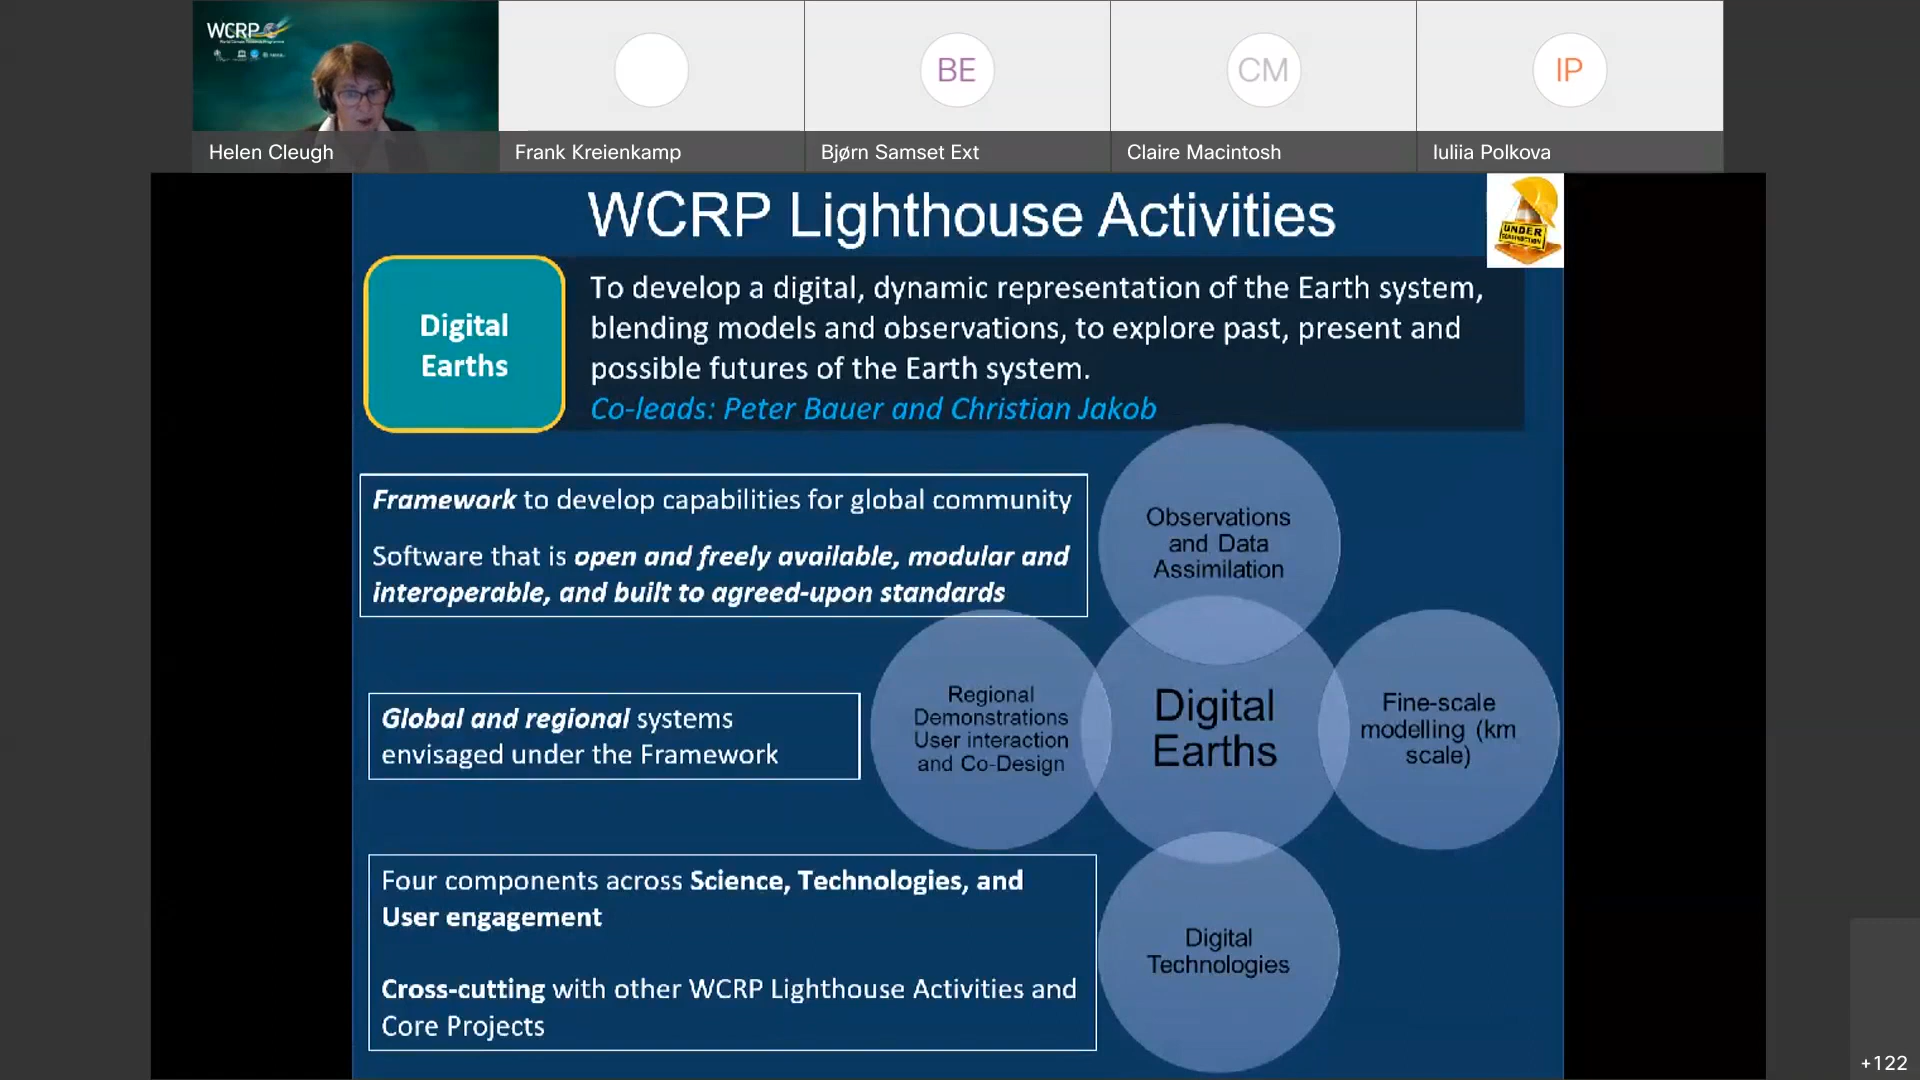 WCRP
BE
CM
IP
Helen Cleugh
Frank Kreienkamp
Bjørn Samset Ext
Claire Macintosh
Iuliia Polkova
WCRP Lighthouse Activities
UNDER
CONSTRUCTION
Digital
Earths
To develop a digital, dynamic representation of the Earth system,
blending models and observations, to explore past, present and
possible futures of the Earth system.
Co-leads: Peter Bauer and Christian Jakob
Framework to develop capabilities for global community
Software that is open and freely available, modular and
interoperable, and built to agreed-upon standards
Observations
and Data
Assimilation
Global and regional systems
envisaged under the Framework
Regional
Demonstrations
User interaction
and Co-Design
Digital
Earths
Fine-scale
modelling (km
scale)
Four components across Science, Technologies, and
User engagement
Cross-cutting with other WCRP Lighthouse Activities and
Core Projects
Digital
Technologies
+122